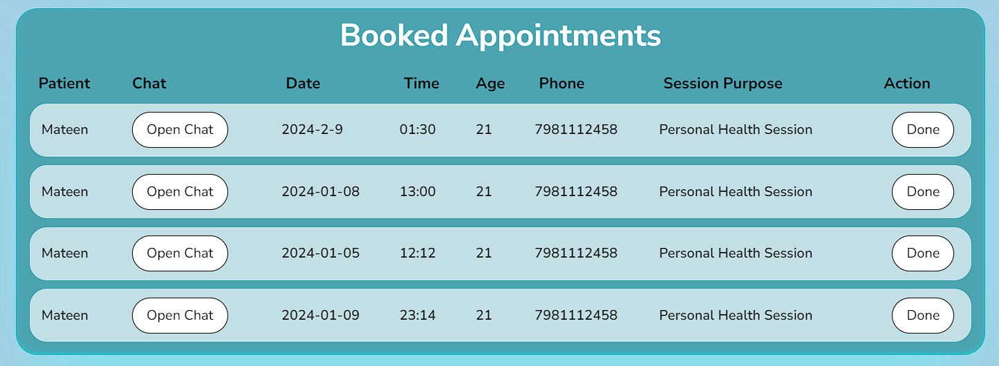 Booked Appointments
Patient Chat Date Time Age Phone Session Purpose Action
Mateen Open Chat 2024-2-9 01:30 21 7981112458 Personal Health Session Done
Mateen Open Chat 2024-01-08 13:00 21 7981112458 Personal Health Session Done
Mateen Open Chat 2024-01-05 12:12 21 7981112458 Personal Health Session Done
Mateen Open Chat 2024-01-09 23:14 21 7981112458 Personal Health Session Done